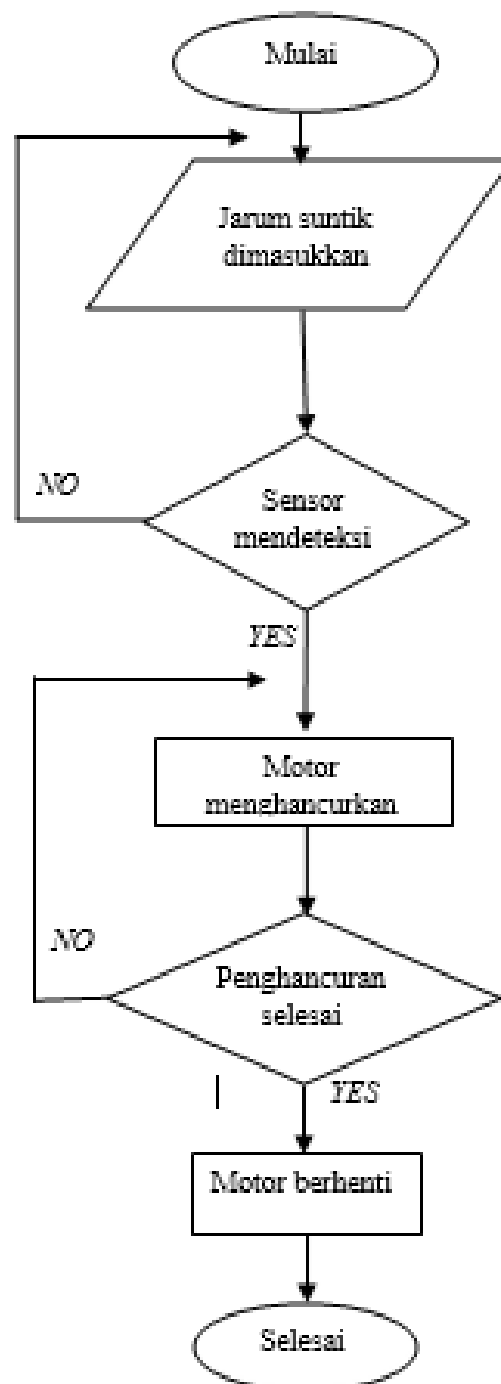 Mulai
Jarum suntik
dimasukkan
NO
Sensor
mendeteksi
YES
Motor
menghancurkan
NO
Penghancuran
selesai
YES
Motor berhenti
Selesai